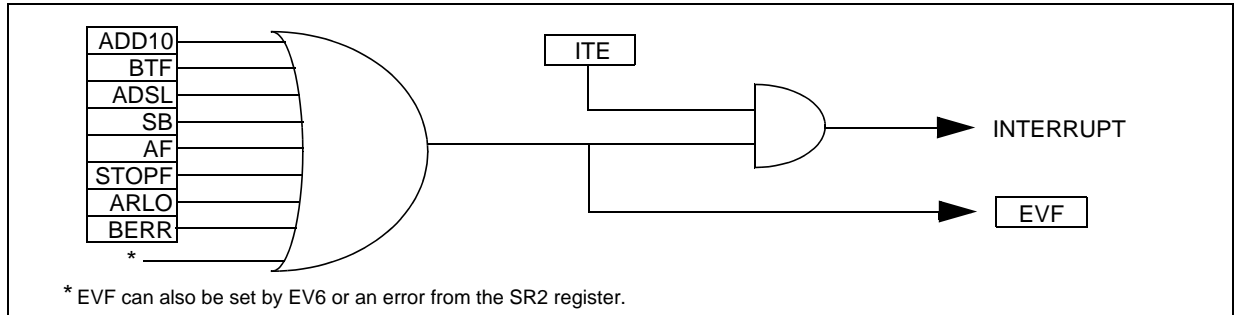 ADD10
BTF
ADSL
SB
AF
STOPF
ARLO
BERR
*
ITE
INTERRUPT
EVF
* EVF can also be set by EV6 or an error from the SR2 register.